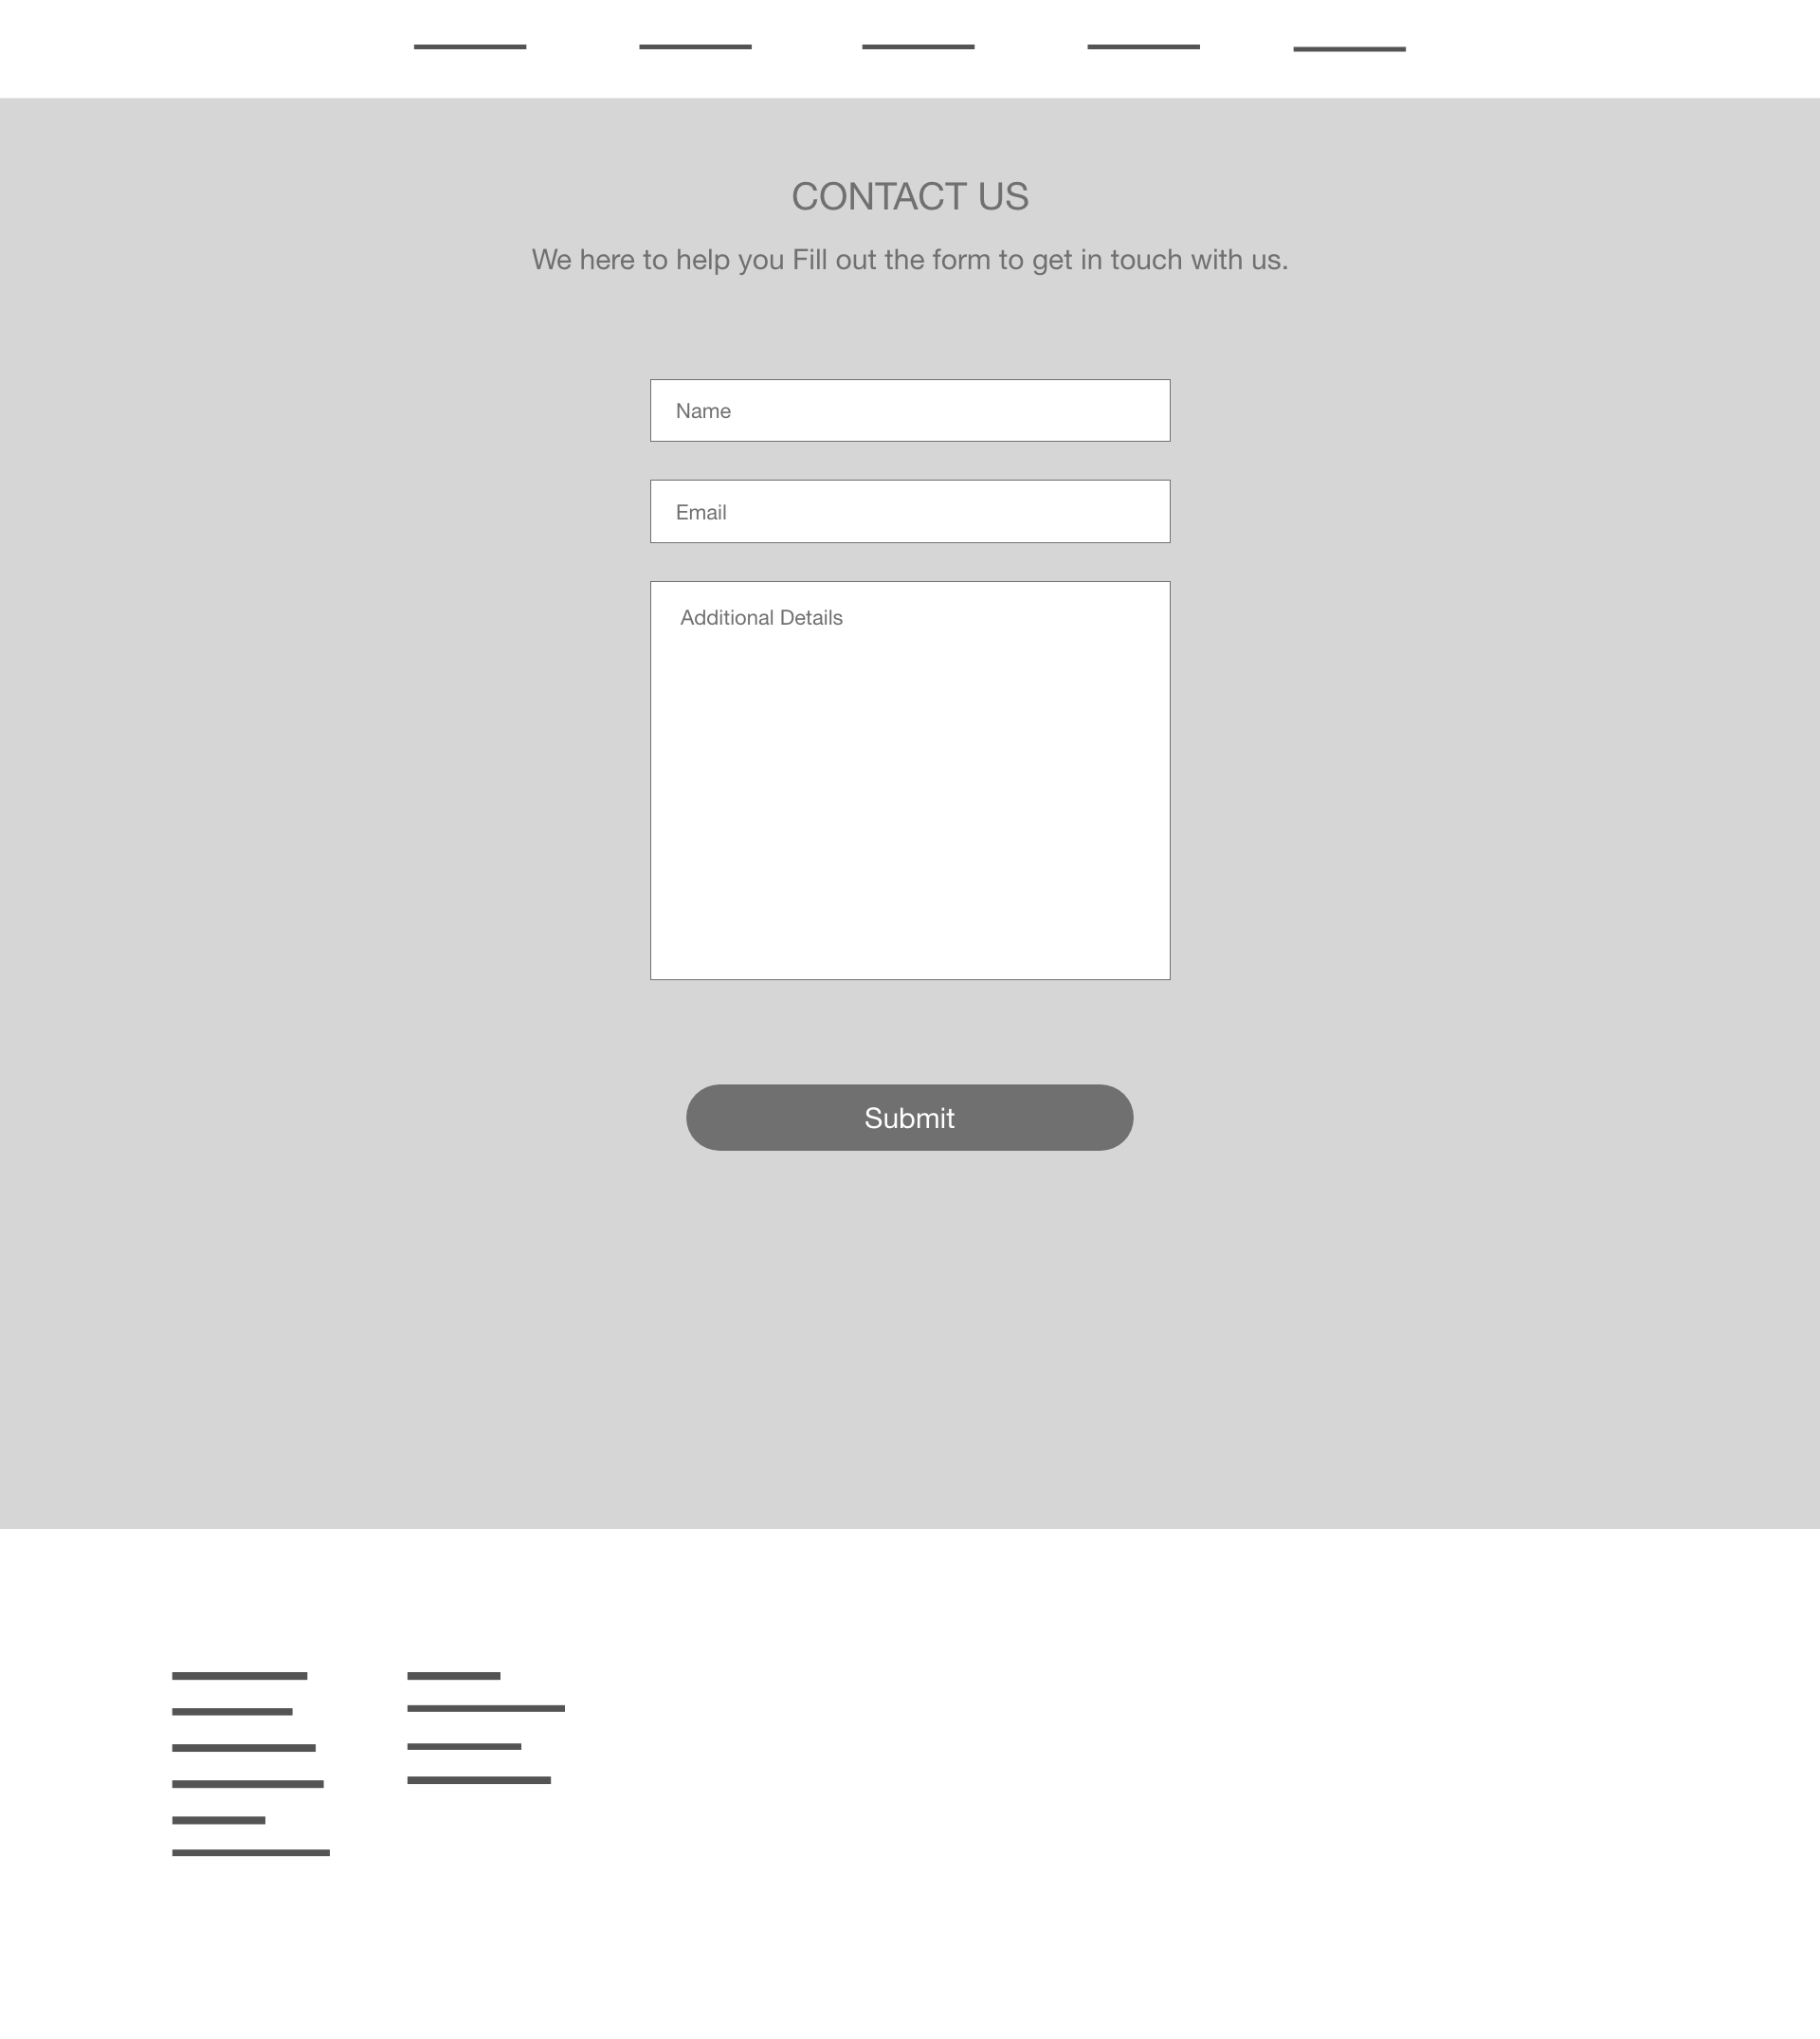 CONTACT US
We here to help you Fill out the form to get in touch with us.
Name
Email
Additional Details
Submit